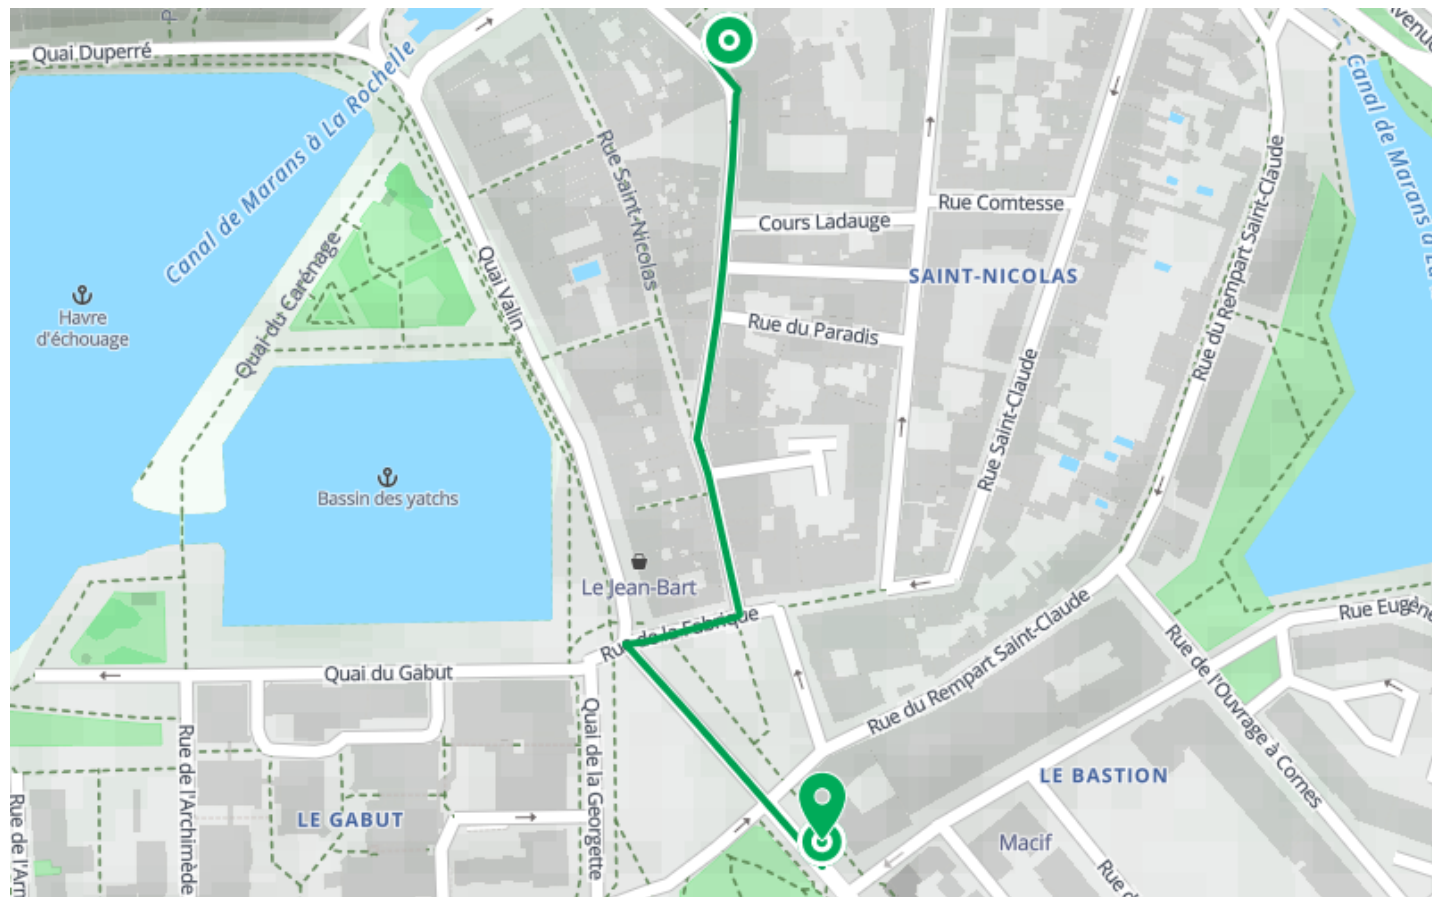 P
Quai Duperré
Canal de Marans à La Rochelle
Canal de Marans à La
Rue Saint-Nicolas
Rue du Rempart Saint-Claude
Rue Comtesse
Cours Ladauge
SAINT-NICOLAS
Quai du Carénage
Quai Valin
Havre
d'échouage
Rue du Paradis
Rue Saint-Claude
Bassin des yatchs
Le Jean-Bart
Rue de la Fabrique
Rue Eugène
Quai du Gabut
Rue du Rempart Saint-Claude
Rue de l'Ouvrage à Cornes
Quai de la Georgette
Rue de l'Archimède
LE BASTION
LE GABUT
Macif